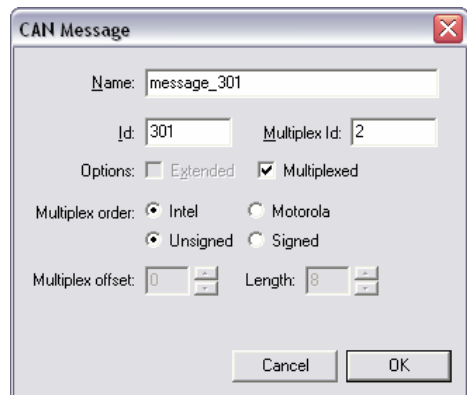 CAN Message
Name: message_301
Id: 301 Multiplex Id: 2
Options: Extended Multiplexed
Multiplex order: Intel Motorola
Unsigned Signed
Multiplex offset: 0 Length: 8
Cancel OK